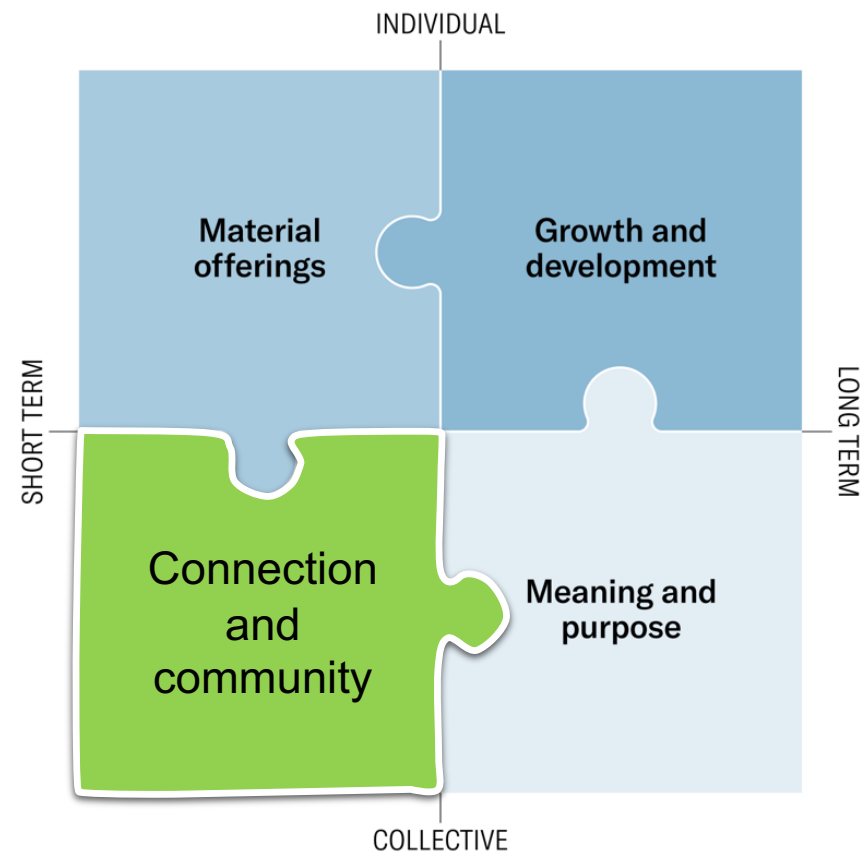 INDIVIDUAL
Material
offerings
Growth and
development
SHORT TERM
LONG TERM
Connection
and
community
Meaning and
purpose
COLLECTIVE